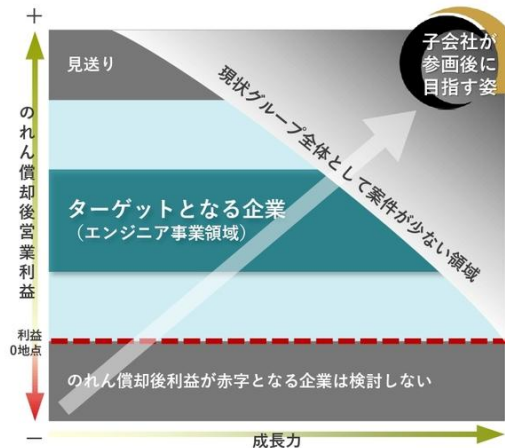 +
子会社が
参画後に
目指す姿
見送り
現状グループ全体として案件が少ない領域
のれん償却後営業利益
ターゲットとなる企業
（エンジニア事業領域）
利益
0地点
のれん償却後利益が赤字となる企業は検討しない
−
成長力
+